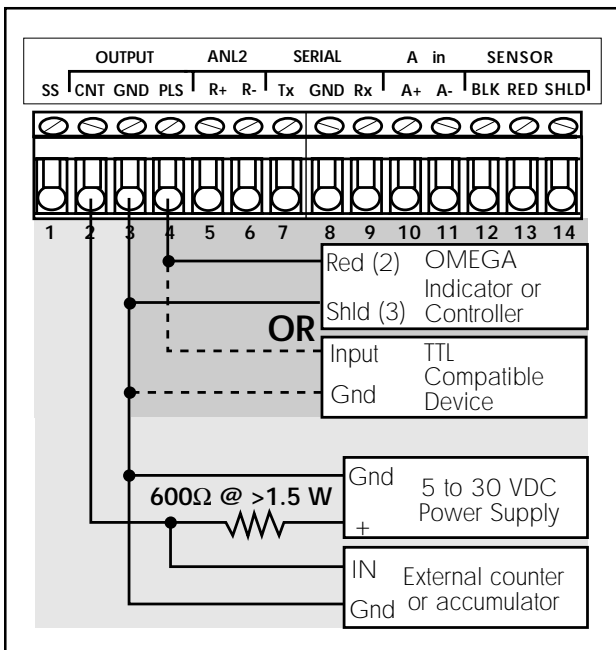 OUTPUT ANL2 SERIAL A in SENSOR
SS CNT GND PLS R+ R- Tx GND Rx A+ A- BLK RED SHLD
1 2 3 4 5 6 7 8 9 10 11 12 13 14
Red (2) OMEGA
Indicator or
Shld (3) Controller
OR
Input TTL
Compatible
Gnd Device
Gnd 5 to 30 VDC
600Ω @ >1.5 W Power Supply
+
IN External counter
Gnd or accumulator